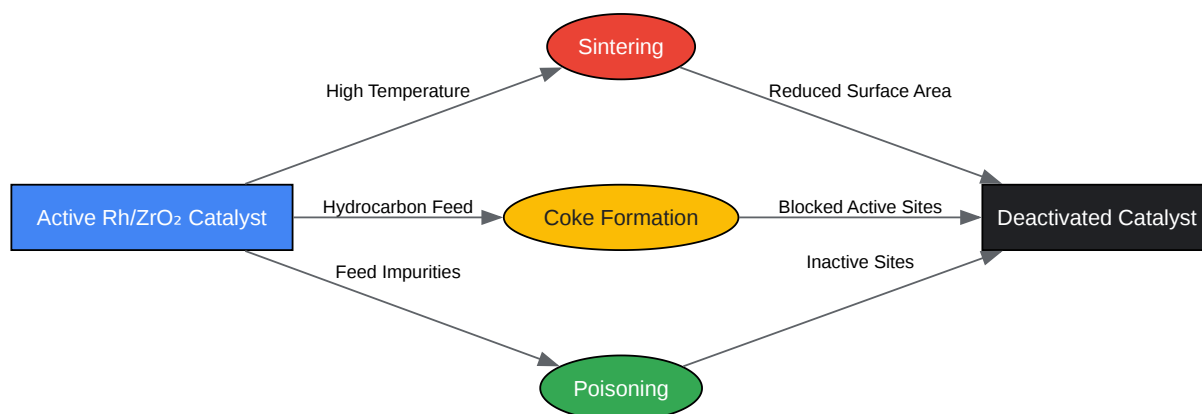 Sintering
High Temperature
Reduced Surface Area
Active Rh/ZrO₂ Catalyst
Hydrocarbon Feed
Coke Formation
Blocked Active Sites
Deactivated Catalyst
Feed Impurities
Inactive Sites
Poisoning